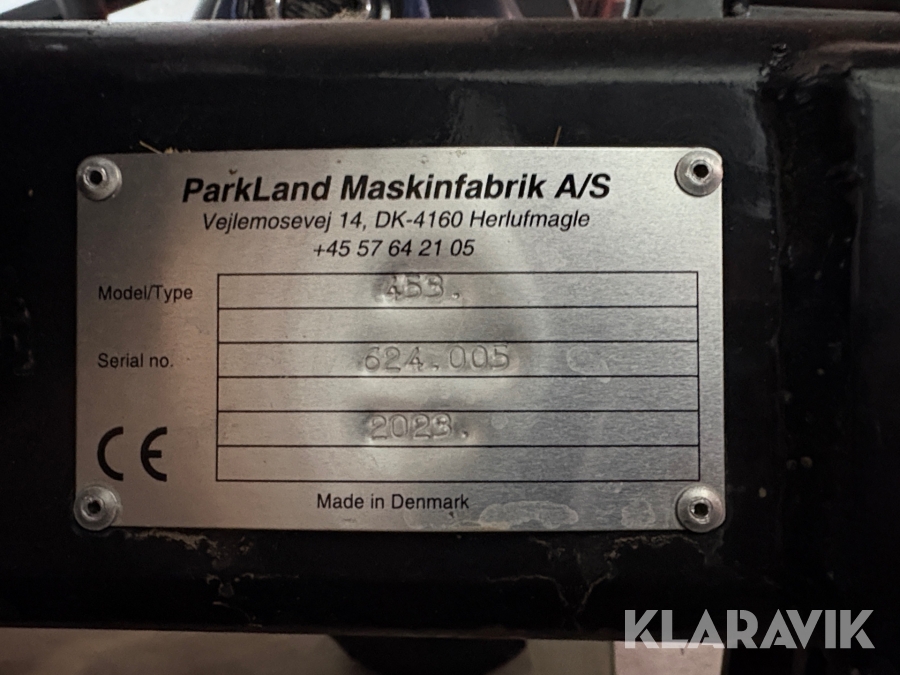 ParkLand Maskinfabrik A/S
Vejlemosevej 14, DK-4160 Herlufmagle
+45 57 64 21 05
Model/Type 453.
Serial no. 624.005
2023.
CE
Made in Denmark
KLARAVIK